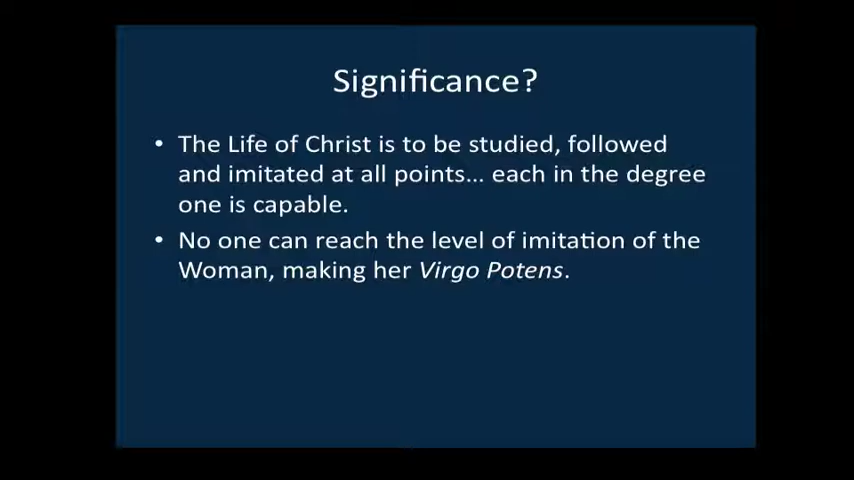 Significance?
• The Life of Christ is to be studied, followed
and imitated at all points... each in the degree
one is capable.
• No one can reach the level of imitation of the
Woman, making her Virgo Potens.